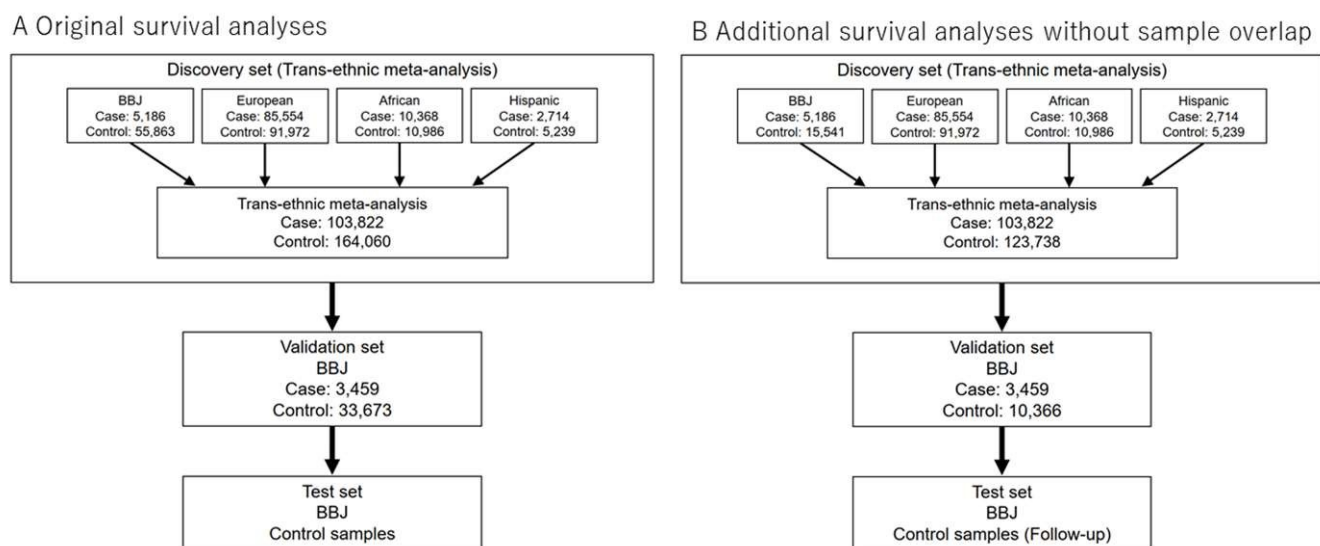 A Original survival analyses
Discovery set (Trans-ethnic meta-analysis)
BBJ
Case: 5,186
Control: 55,863
European
Case: 85,554
Control: 91,972
African
Case: 10,368
Control: 10,986
Hispanic
Case: 2,714
Control: 5,239
Trans-ethnic meta-analysis
Case: 103,822
Control: 164,060
Validation set
BBJ
Case: 3,459
Control: 33,673
Test set
BBJ
Control samples
B Additional survival analyses without sample overlap
Discovery set (Trans-ethnic meta-analysis)
BBJ
Case: 5,186
Control: 15,541
European
Case: 85,554
Control: 91,972
African
Case: 10,368
Control: 10,986
Hispanic
Case: 2,714
Control: 5,239
Trans-ethnic meta-analysis
Case: 103,822
Control: 123,738
Validation set
BBJ
Case: 3,459
Control: 10,366
Test set
BBJ
Control samples (Follow-up)